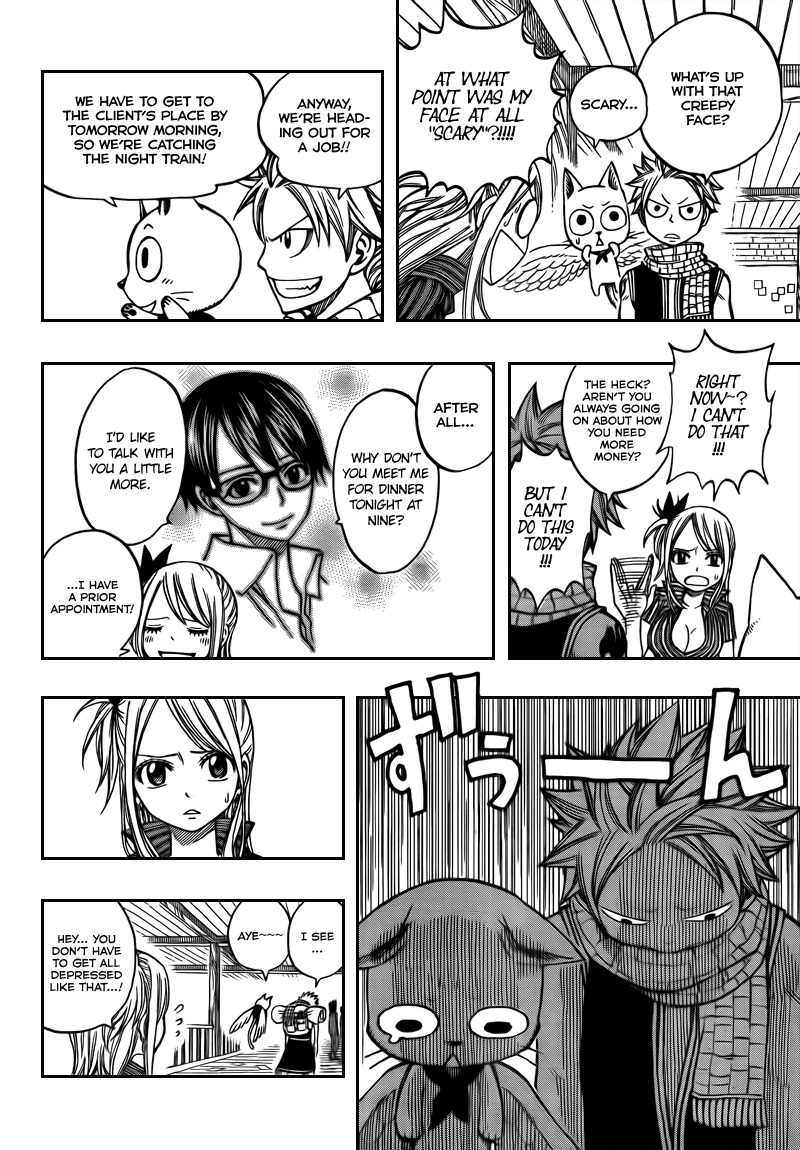 WHAT'S UP
WITH THAT
CREEPY
FACE?
SCARY...
AT WHAT
POINT WAS MY
FACE AT ALL
"SCARY"?!!!!
ANYWAY,
WE'RE HEAD-
ING OUT FOR
A JOB!!
WE HAVE TO GET TO
THE CLIENT'S PLACE BY
TOMORROW MORNING,
SO WE'RE CATCHING
THE NIGHT TRAIN!
RIGHT
NOW~?
I CAN'T
DO THAT
!!!
THE HECK?
AREN'T YOU
ALWAYS GOING
ON ABOUT HOW
YOU NEED
MORE
MONEY?
BUT I
CAN'T
DO THIS
TODAY
!!!
AFTER
ALL...
WHY DON'T
YOU MEET ME
FOR DINNER
TONIGHT AT
NINE?
I'D LIKE
TO TALK WITH
YOU A LITTLE
MORE.
...I HAVE
A PRIOR
APPOINTMENT!
ずぅーん
I SEE
...
AYE~~~
HEY... YOU
DON'T HAVE
TO GET ALL
DEPRESSED
LIKE THAT...!